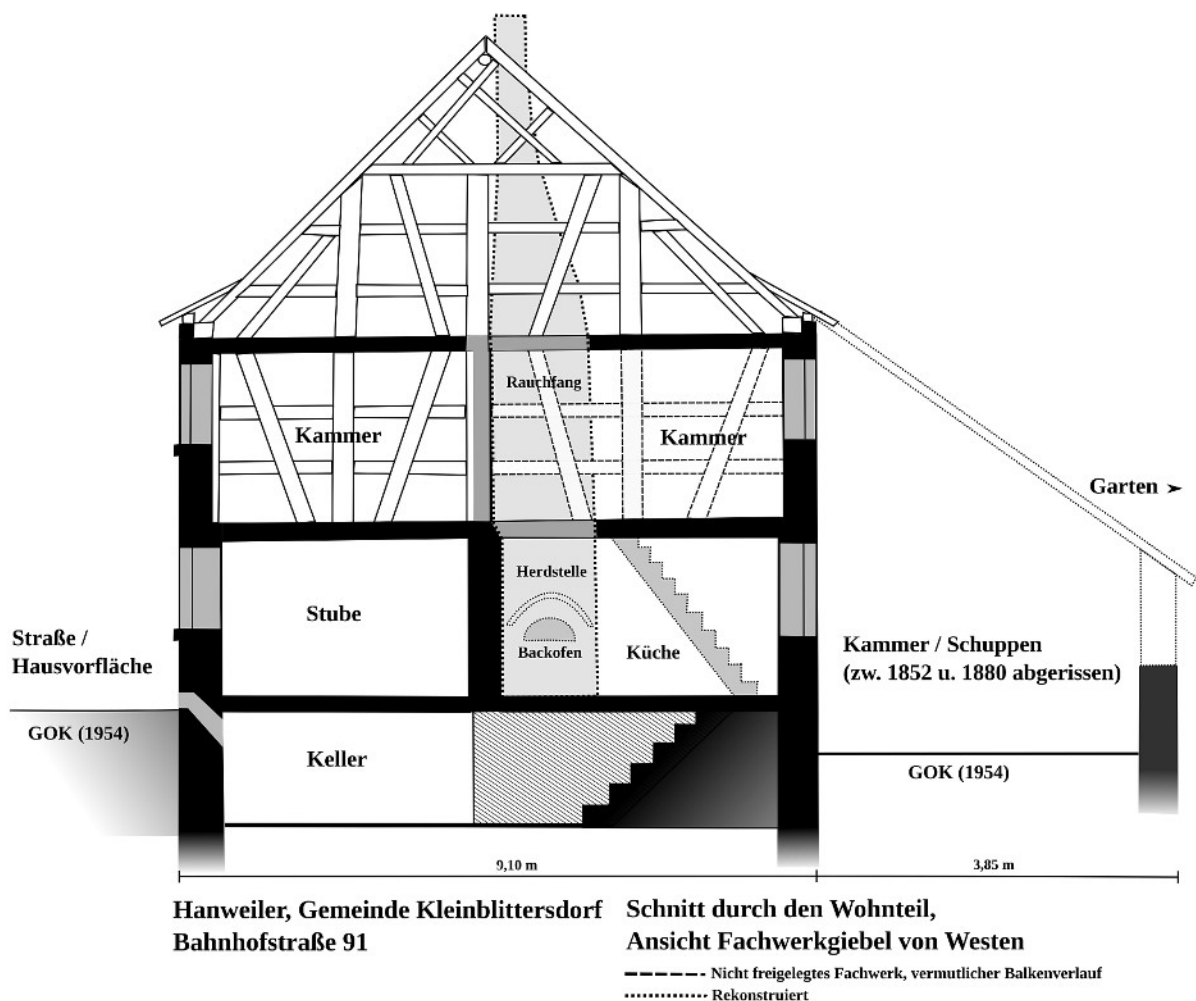 Rauchfang
Kammer
Kammer
Garten ➤
Herdstelle
Stube
Backofen
Küche
Straße /
Hausvorfläche
Kammer / Schuppen
(zw. 1852 u. 1880 abgerissen)
GOK (1954)
Keller
GOK (1954)
9,10 m
3,85 m
Hanweiler, Gemeinde Kleinblittersdorf
Bahnhofstraße 91
Schnitt durch den Wohnteil,
Ansicht Fachwerkgiebel von Westen
Nicht freigelegtes Fachwerk, vermutlicher Balkenverlauf
Rekonstruiert